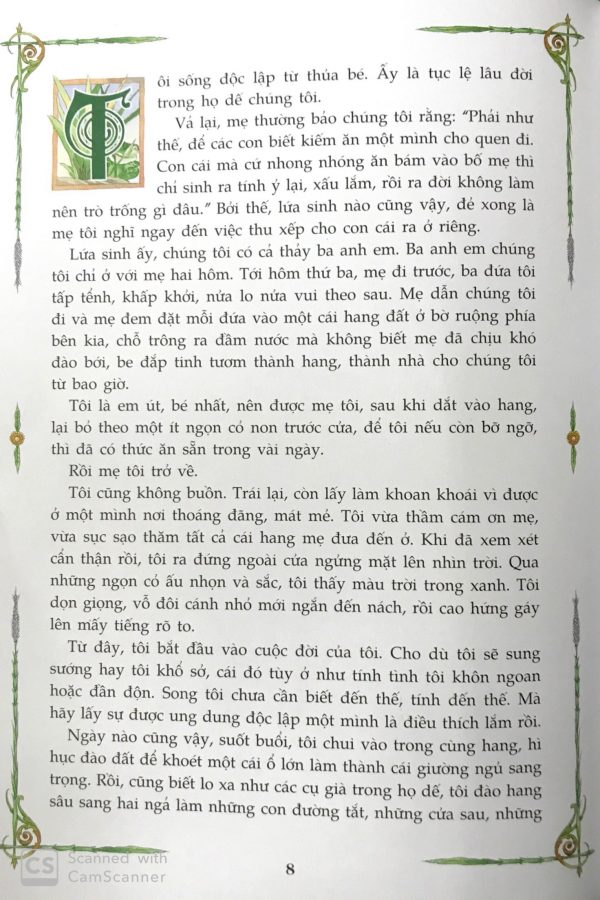 Tôi sống độc lập từ thủa bé. Ấy là tục lệ lâu đời
trong họ dế chúng tôi.
Vả lại, mẹ thường bảo chúng tôi rằng: "Phải như
thế, để các con biết kiếm ăn một mình cho quen đi.
Con cái mà cứ nhong nhóng ăn bám vào bố mẹ thì
chỉ sinh ra tính ỷ lại, xấu lắm, rồi ra đời không làm
nên trò trống gì đâu." Bởi thế, lứa sinh nào cũng vậy, đẻ xong là
mẹ tôi nghĩ ngay đến việc thu xếp cho con cái ra ở riêng.
Lứa sinh ấy, chúng tôi có cả thảy ba anh em. Ba anh em chúng
tôi chỉ ở với mẹ hai hôm. Tới hôm thứ ba, mẹ đi trước, ba đứa tôi
tấp tểnh, khấp khởi, nửa lo nửa vui theo sau. Mẹ dẫn chúng tôi
đi và mẹ đem đặt mỗi đứa vào một cái hang đất ở bờ ruộng phía
bên kia, chỗ trông ra đầm nước mà không biết mẹ đã chịu khó
đào bới, be đắp tinh tươm thành hang, thành nhà cho chúng tôi
từ bao giờ.
Tôi là em út, bé nhất, nên được mẹ tôi, sau khi dắt vào hang,
lại bỏ theo một ít ngọn cỏ non trước cửa, để tôi nếu còn bỡ ngỡ,
thì đã có thức ăn sẵn trong vài ngày.
Rồi mẹ tôi trở về.
Tôi cũng không buồn. Trái lại, còn lấy làm khoan khoái vì được
ở một mình nơi thoáng đãng, mát mẻ. Tôi vừa thầm cám ơn mẹ,
vừa sục sạo thăm tất cả cái hang mẹ đưa đến ở. Khi đã xem xét
cẩn thận rồi, tôi ra đứng ngoài cửa ngửng mặt lên nhìn trời. Qua
những ngọn cỏ ấu nhọn và sắc, tôi thấy màu trời trong xanh. Tôi
dọn giọng, vỗ đôi cánh nhỏ mới ngắn đến nách, rồi cao hứng gáy
lên mấy tiếng rõ to.
Từ đây, tôi bắt đầu vào cuộc đời của tôi. Cho dù tôi sẽ sung
sướng hay tôi khổ sở, cái đó tùy ở như tính tình tôi khôn ngoan
hoặc đần độn. Song tôi chưa cần biết đến thế, tính đến thế. Mà
hãy lấy sự được ung dung độc lập một mình là điều thích lắm rồi.
Ngày nào cũng vậy, suốt buổi, tôi chui vào trong cùng hang, hì
hục đào đất để khoét một cái ổ lớn làm thành cái giường ngủ sang
trọng. Rồi, cũng biết lo xa như các cụ già trong họ dế, tôi đào hang
sâu sang hai ngả làm những con đường tắt, những cửa sau, những
CS Scanned with
CamScanner
8